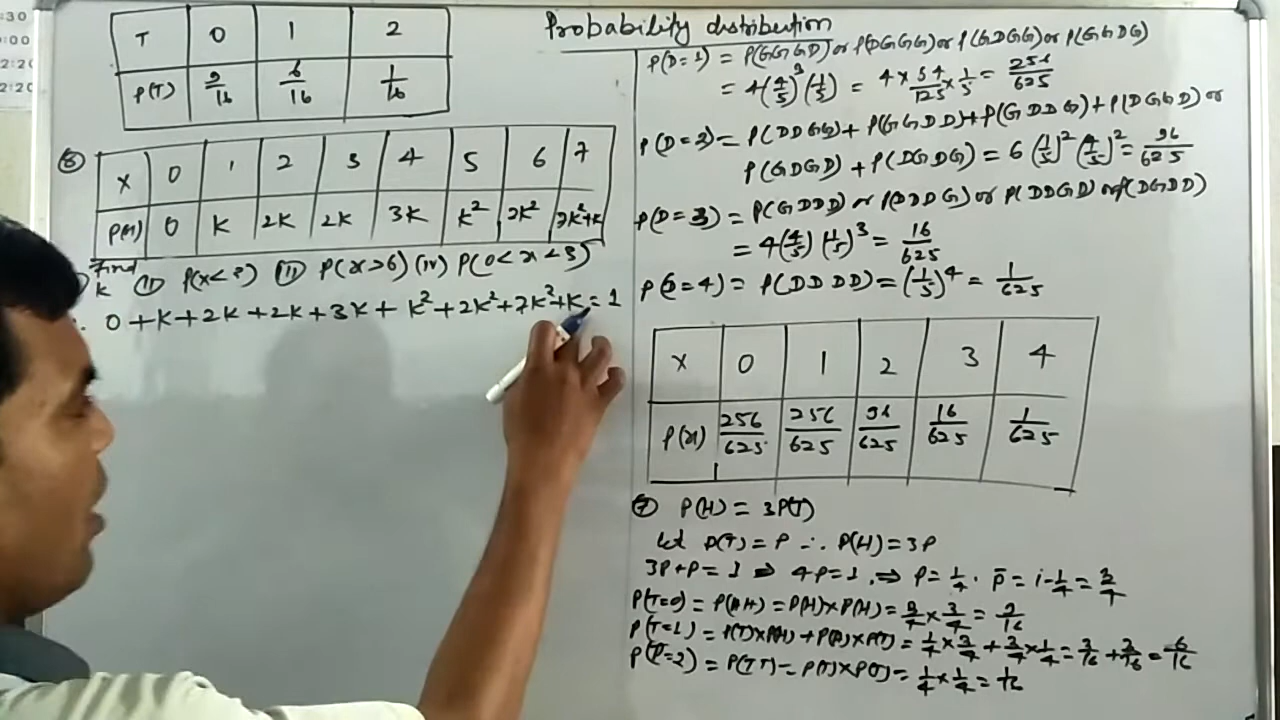 :30
:00
2:20
2:20
Probability distribution
T 0 1 2
P(T) 9/16 6/16 1/16
⑧ X 0 1 2 3 4 5 6 7
P(x) 0 K 2K 2K 3K K² 2K² 7K²+K
Find K (ii) P(x<3) (iii) P(x>6) (iv) P(0<x<3)
∴ 0+K+2K+2K+3K+K²+2K²+7K²+K=1
P(D=1) = P(GGGD) or P(DGGG) or P(GDGG) or P(GGDG)
= 4(4/5)³(1/5) = 4×64/125×1/5 = 256/625
P(D=2) = P(DDGG)+P(GGDD)+P(GDDG)+P(DGGD) or
P(GDGD)+P(DGDG) = 6(1/5)²(4/5)² = 96/625
P(D=3) = P(GDDD) or P(DDDG) or P(DDGD) or P(DGDD)
= 4(4/5)(1/5)³ = 16/625
P(D=4) = P(DDDD) = (1/5)⁴ = 1/625
X 0 1 2 3 4
P(x) 256/625 256/625 96/625 16/625 1/625
⑦ P(H) = 3P(T)
Let P(T)=P ∴ P(H)=3P
3P+P=1 ⇒ 4P=1 ⇒ P=1/4. p̄=1-1/4=3/4
P(T=0) = P(HH) = P(H)×P(H) = 3/4×3/4 = 9/16
P(T=1) = P(T)×P(H)+P(H)×P(T) = 1/4×3/4+3/4×1/4 = 3/16+3/16 = 6/16
P(T=2) = P(TT) = P(T)×P(T) = 1/4×1/4 = 1/16